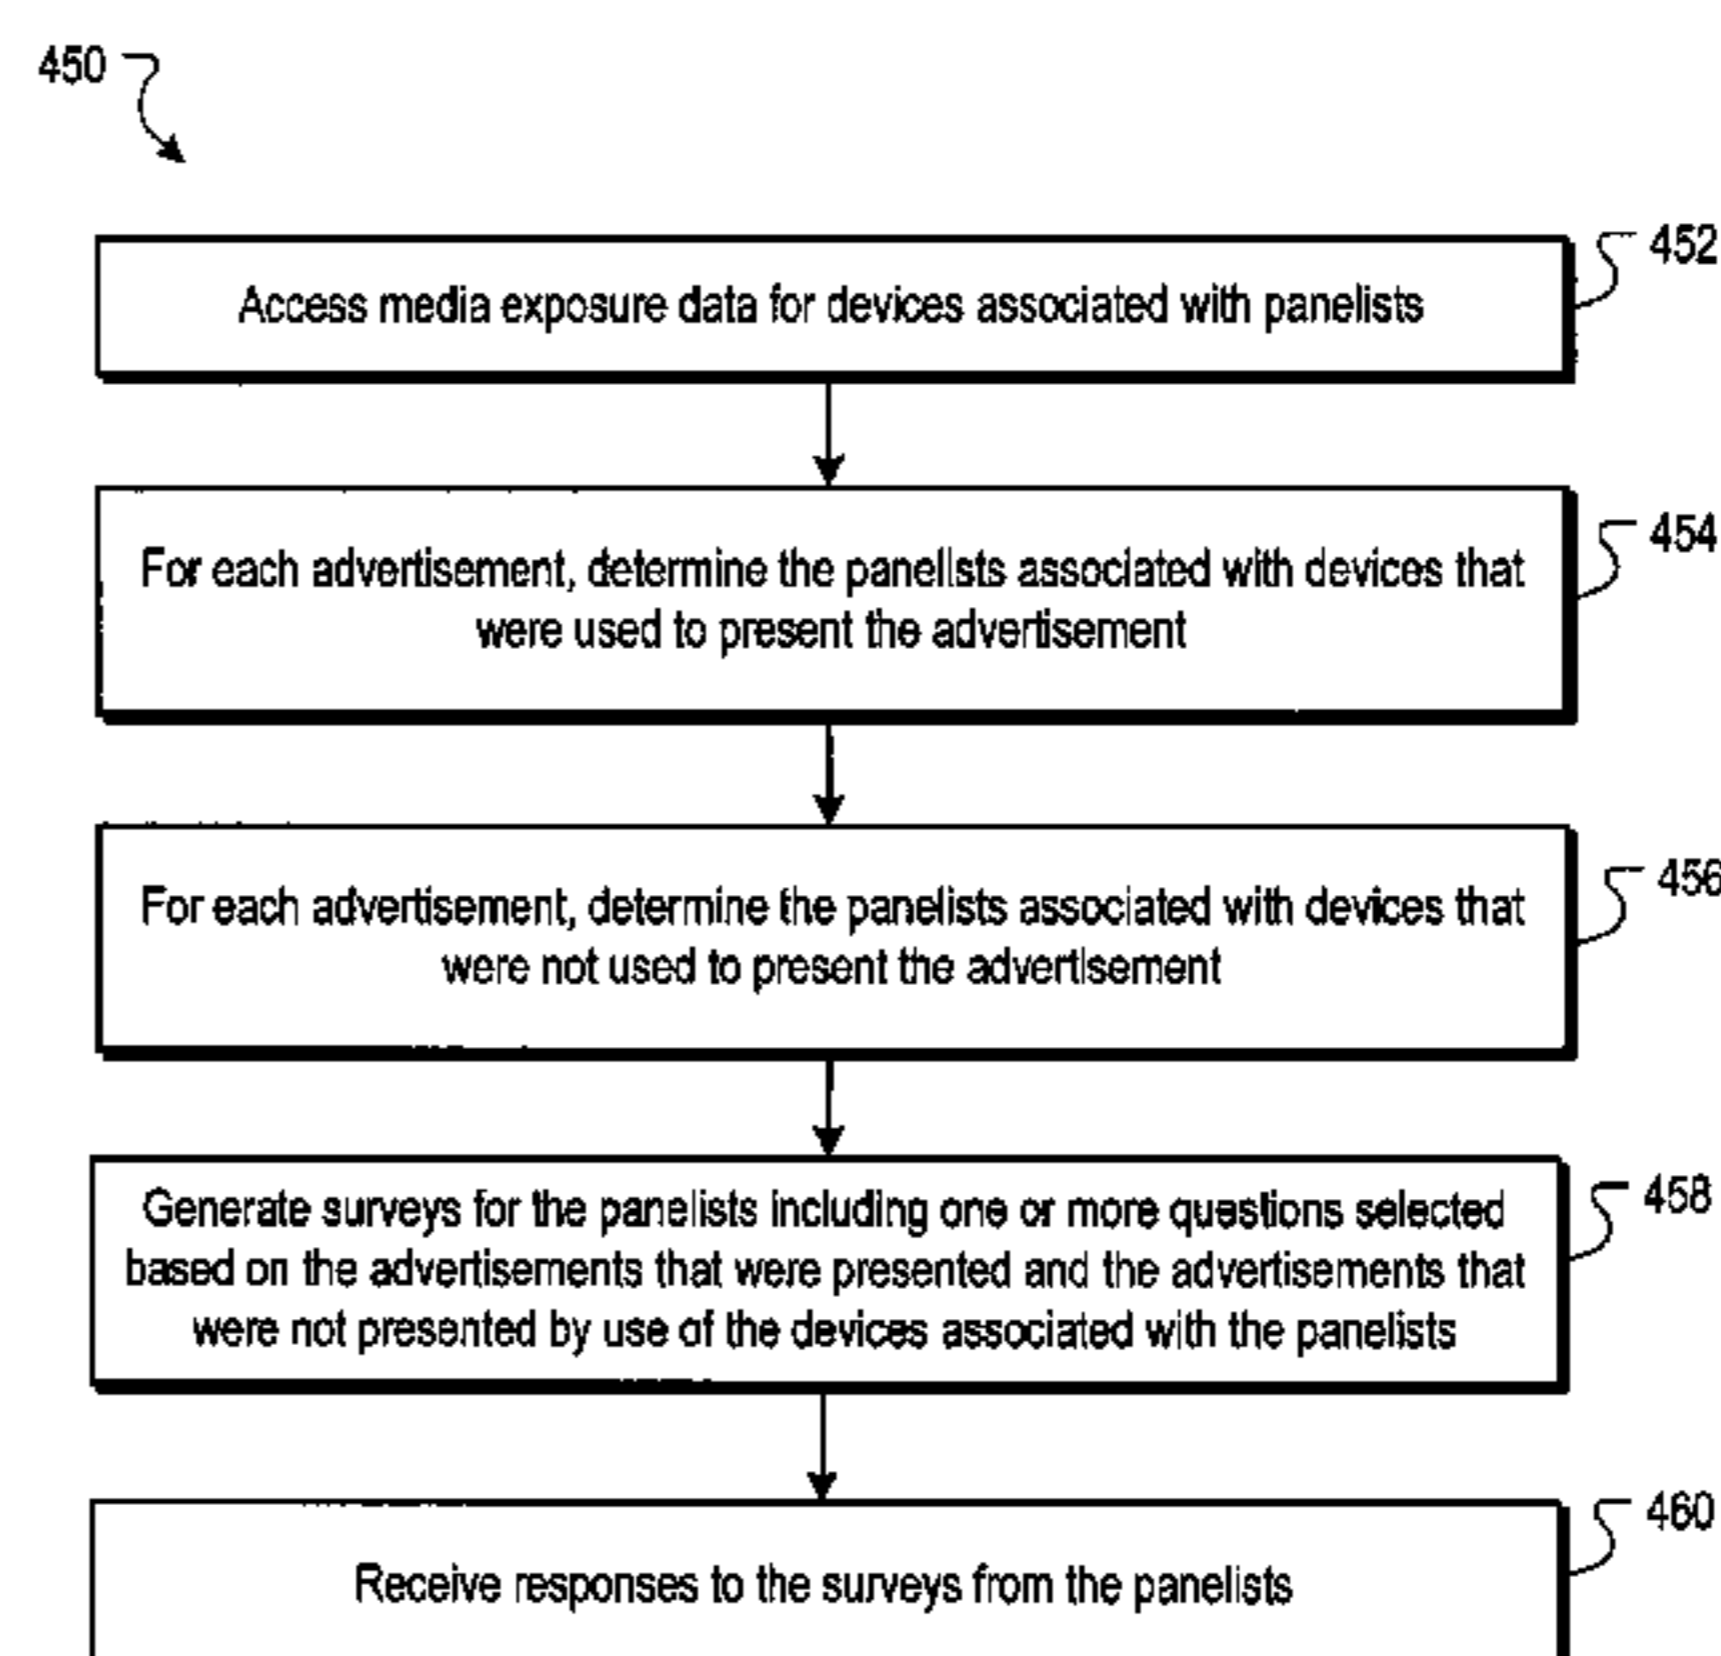 450
452
Access media exposure data for devices associated with panelists
454
For each advertisement, determine the panelists associated with devices that
were used to present the advertisement
456
For each advertisement, determine the panelists associated with devices that
were not used to present the advertisement
458
Generate surveys for the panelists including one or more questions selected
based on the advertisements that were presented and the advertisements that
were not presented by use of the devices associated with the panelists
460
Receive responses to the surveys from the panelists